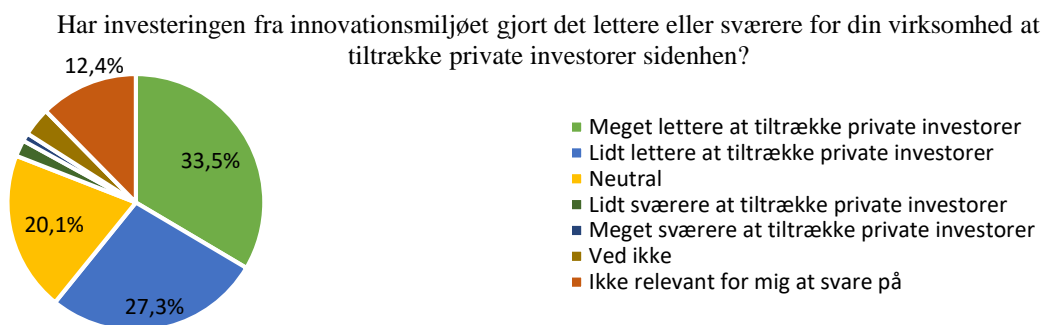 Har investeringen fra innovationsmiljøet gjort det lettere eller sværere for din virksomhed at
tiltrække private investorer sidenhen?
12,4%
33,5%
20,1%
27,3%
Meget lettere at tiltrække private investorer
Lidt lettere at tiltrække private investorer
Neutral
Lidt sværere at tiltrække private investorer
Meget sværere at tiltrække private investorer
Ved ikke
Ikke relevant for mig at svare på